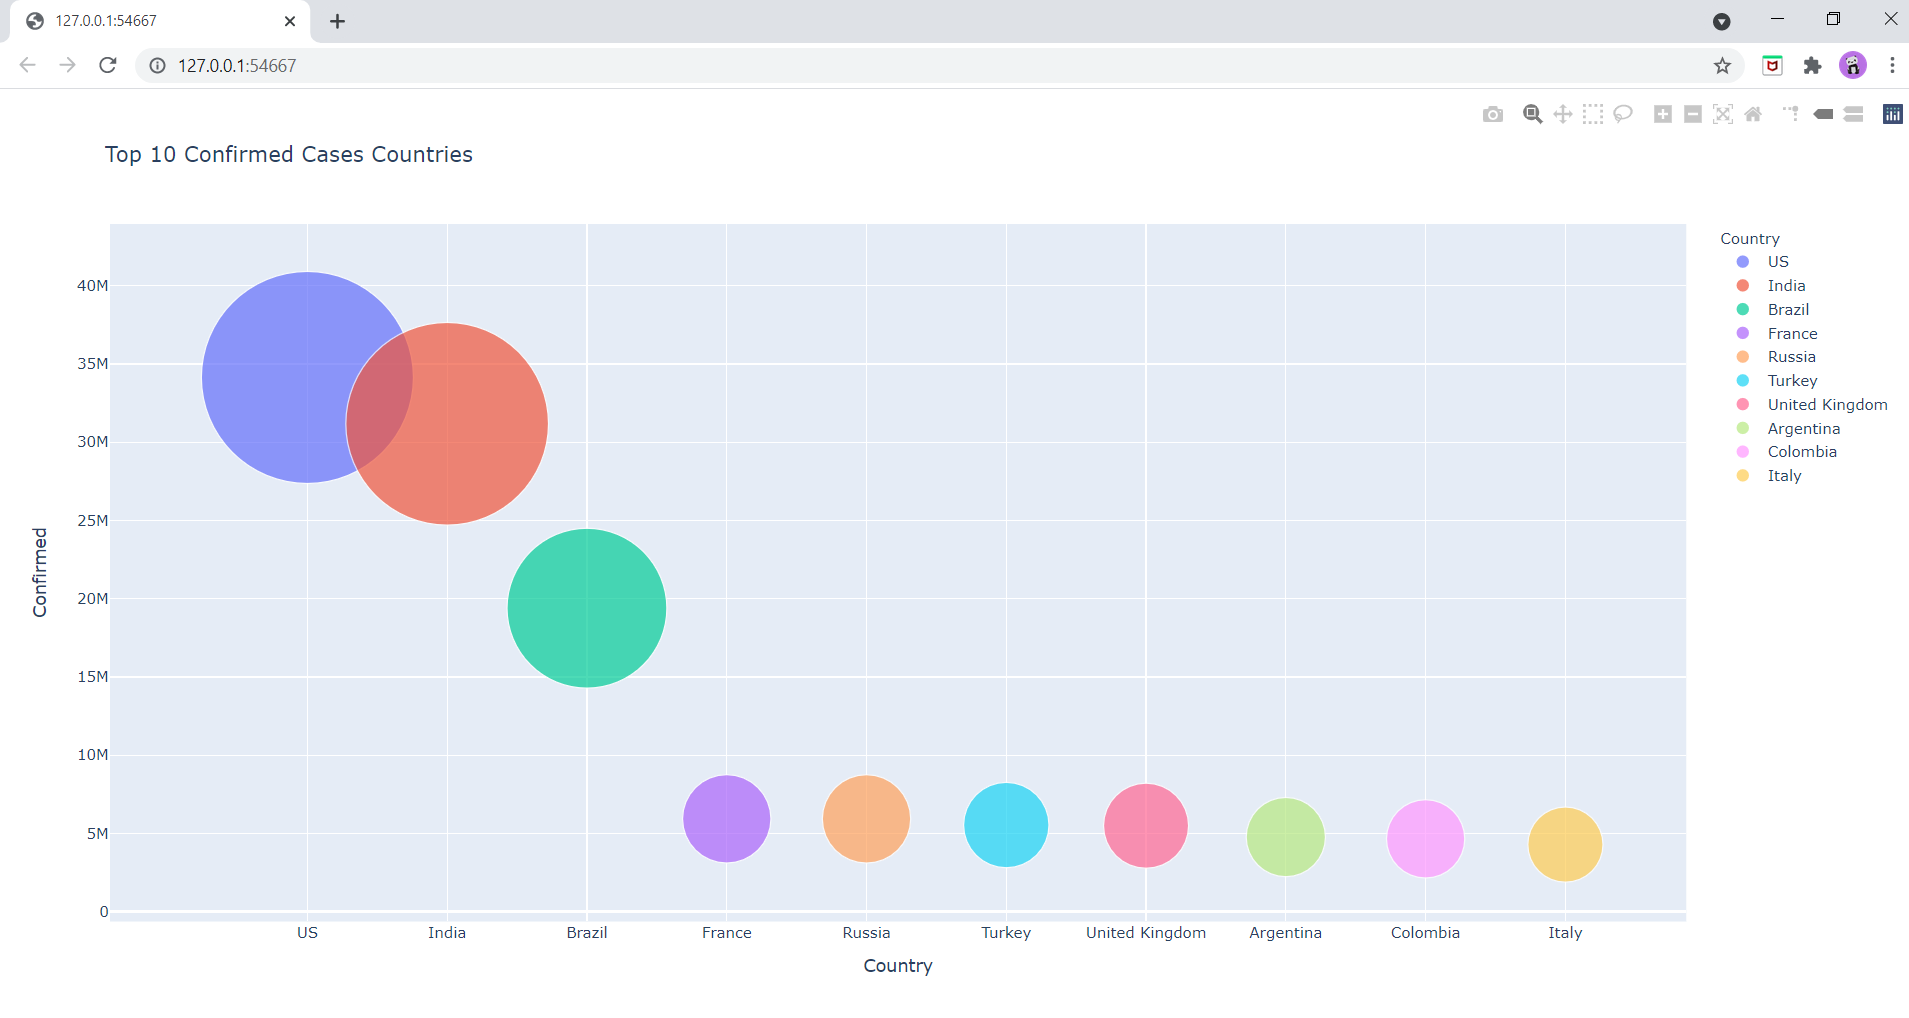 127.0.0.1:54667
127.0.0.1:54667
Top 10 Confirmed Cases Countries
Country
US
India
Brazil
France
Russia
Turkey
United Kingdom
Argentina
Colombia
Italy
40M
35M
30M
25M
20M
15M
10M
5M
0
Confirmed
US India Brazil France Russia Turkey United Kingdom Argentina Colombia Italy
Country